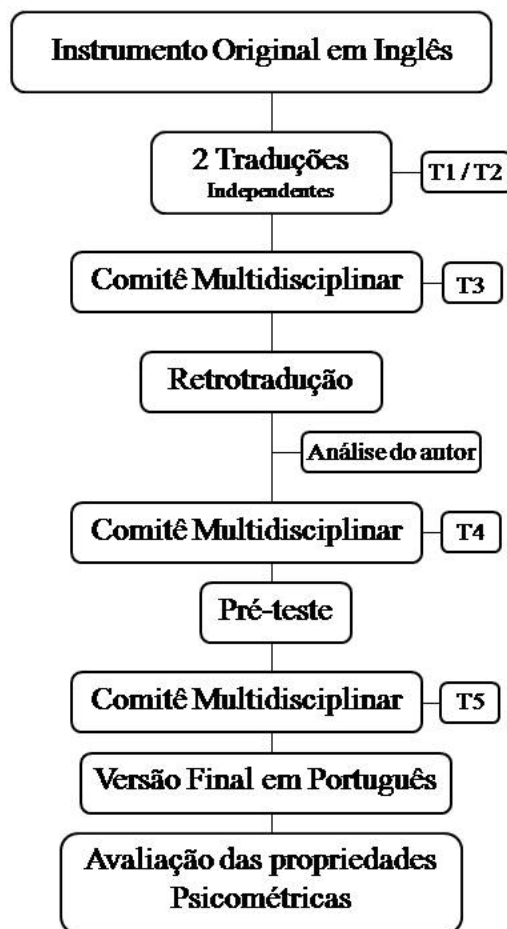 Instrumento Original em Inglês
2 Traduções
Independentes
T1 / T2
Comitê Multidisciplinar
T3
Retrotradução
Análise do autor
Comitê Multidisciplinar
T4
Pré-teste
Comitê Multidisciplinar
T5
Versão Final em Português
Avaliação das propriedades
Psicométricas